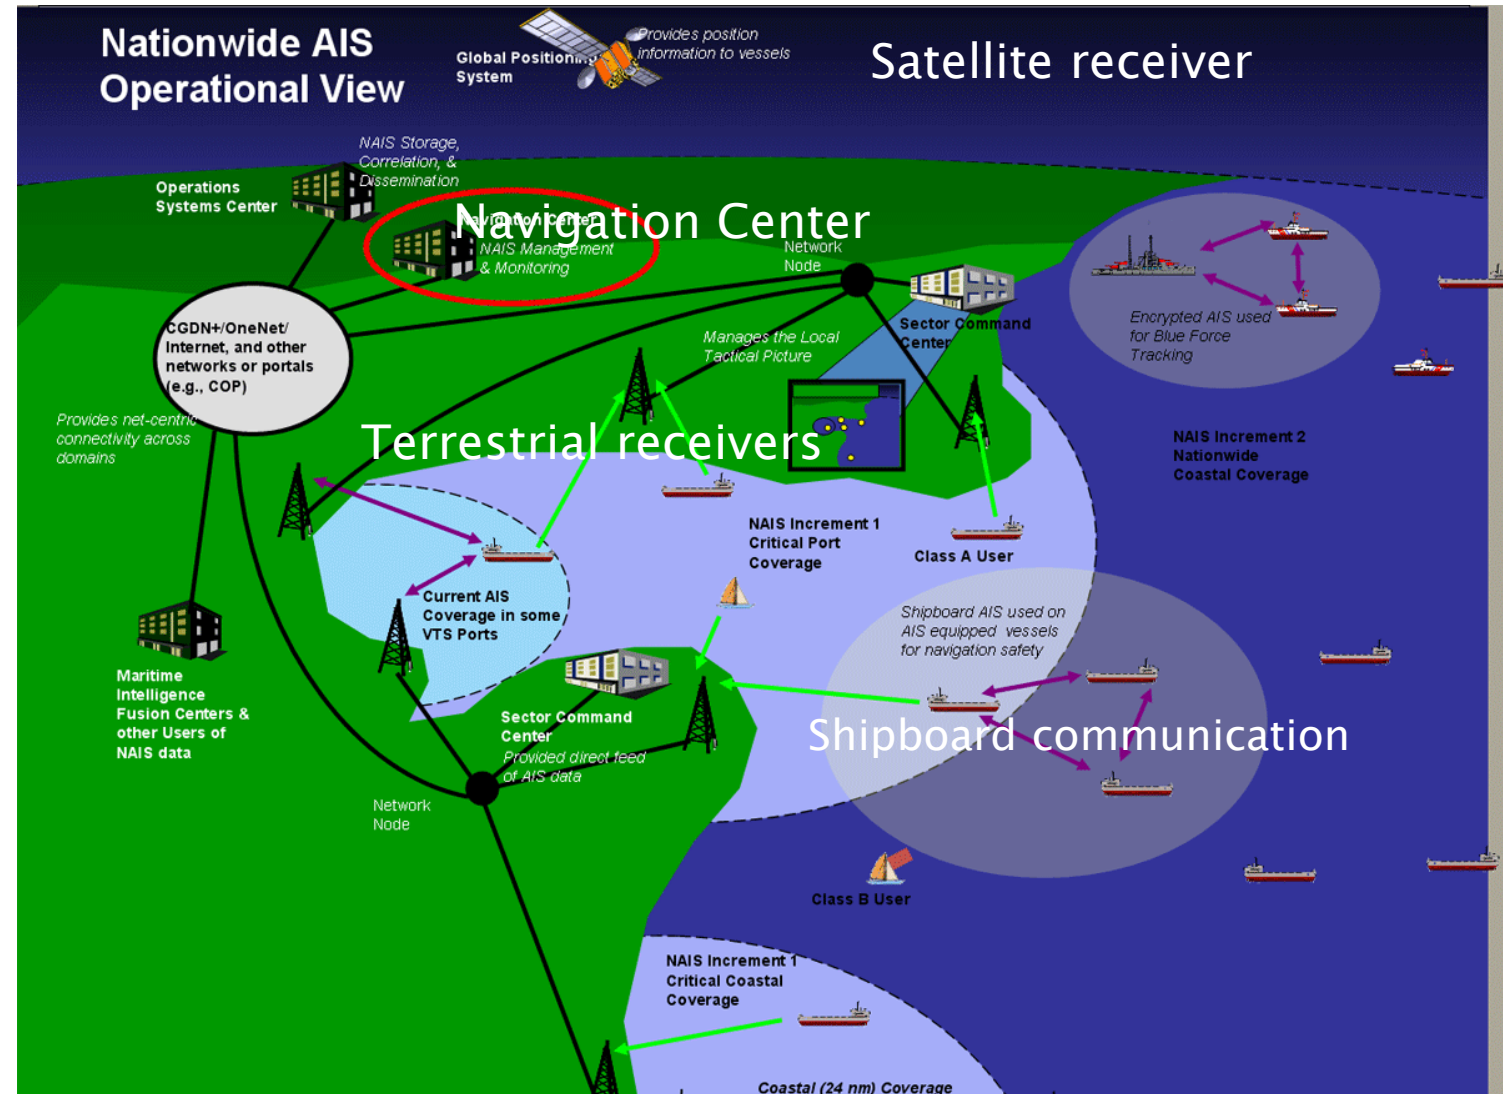 Nationwide AIS
Operational View
Global Positioning
System
Provides position
information to vessels
Satellite receiver
NAIS Storage,
Correlation, &
Dissemination
Operations
Systems Center
Navigation Center
Navigation Center
NAIS Management
& Monitoring
Network
Node
Sector Command
Center
Encrypted AIS used
for Blue Force
Tracking
CGDN+/OneNet/
Internet, and other
networks or portals
(e.g., COP)
Manages the Local
Tactical Picture
Provides net-centric
connectivity across
domains
Terrestrial receivers
NAIS Increment 2
Nationwide
Coastal Coverage
NAIS Increment 1
Critical Port
Coverage
Class A User
Current AIS
Coverage in some
VTS Ports
Shipboard AIS used on
AIS equipped vessels
for navigation safety
Maritime
Intelligence
Fusion Centers &
other Users of
NAIS data
Sector Command
Center
Provided direct feed
of AIS data
Shipboard communication
Network
Node
Class B User
NAIS Increment 1
Critical Coastal
Coverage
Coastal (24 nm) Coverage